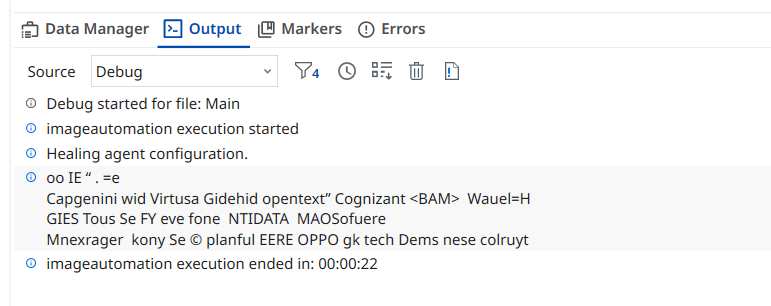 Data Manager Output Markers Errors
Source Debug 4
Debug started for file: Main
imageautomation execution started
Healing agent configuration.
oo IE “ . =e
Capgenini wid Virtusa Gidehid opentext” Cognizant <BAM> Wauel=H
GIES Tous Se FY eve fone NTIDATA MAOSofuere
Mnexrager kony Se © planful EERE OPPO gk tech Dems nese colruyt
imageautomation execution ended in: 00:00:22